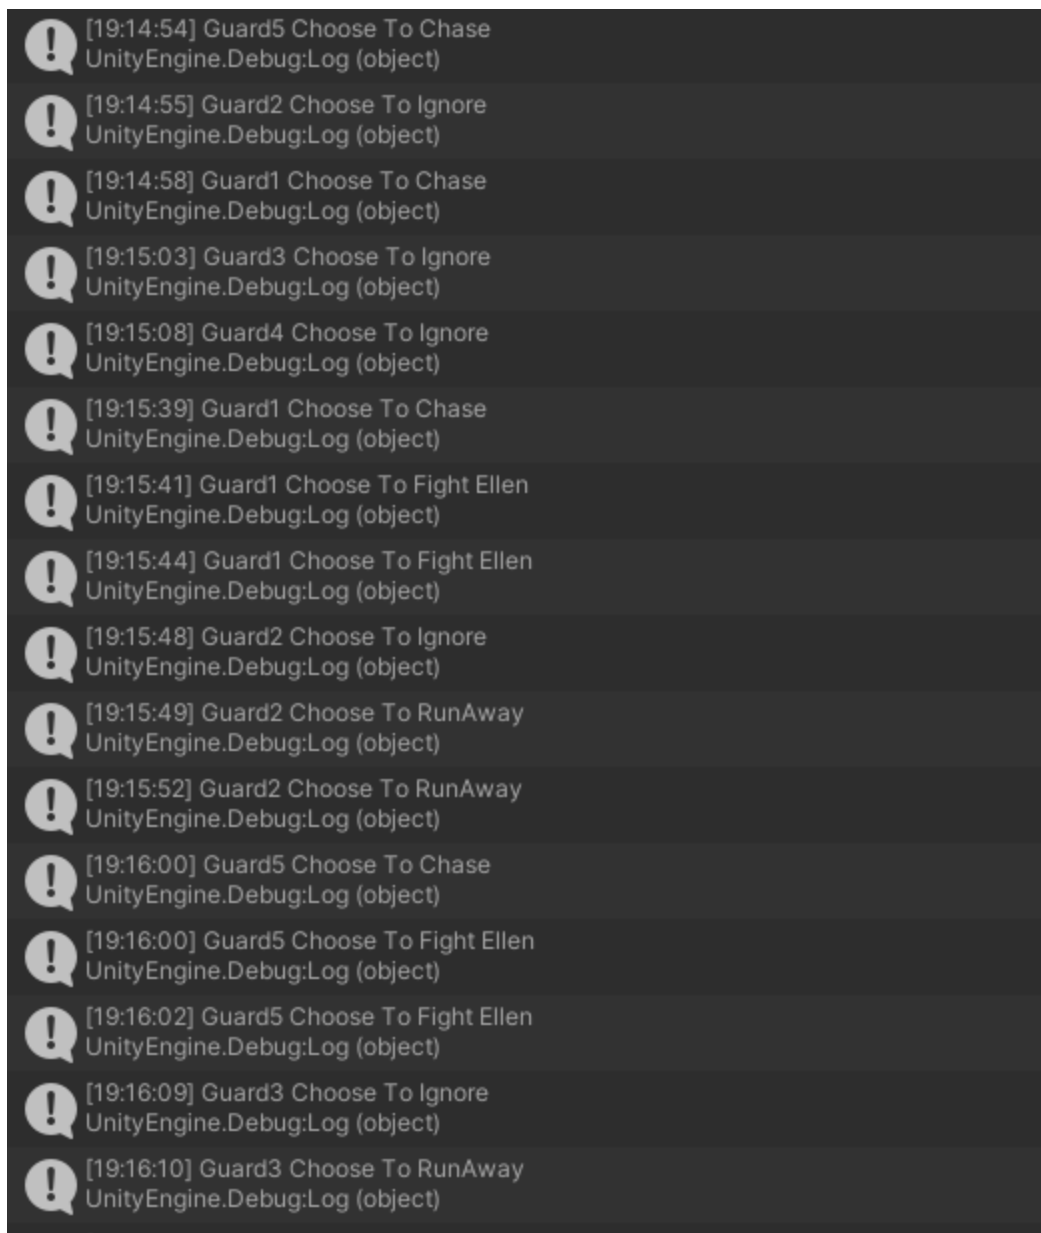 [19:14:54] Guard5 Choose To Chase
UnityEngine.Debug:Log (object)
[19:14:55] Guard2 Choose To Ignore
UnityEngine.Debug:Log (object)
[19:14:58] Guard1 Choose To Chase
UnityEngine.Debug:Log (object)
[19:15:03] Guard3 Choose To Ignore
UnityEngine.Debug:Log (object)
[19:15:08] Guard4 Choose To Ignore
UnityEngine.Debug:Log (object)
[19:15:39] Guard1 Choose To Chase
UnityEngine.Debug:Log (object)
[19:15:41] Guard1 Choose To Fight Ellen
UnityEngine.Debug:Log (object)
[19:15:44] Guard1 Choose To Fight Ellen
UnityEngine.Debug:Log (object)
[19:15:48] Guard2 Choose To Ignore
UnityEngine.Debug:Log (object)
[19:15:49] Guard2 Choose To RunAway
UnityEngine.Debug:Log (object)
[19:15:52] Guard2 Choose To RunAway
UnityEngine.Debug:Log (object)
[19:16:00] Guard5 Choose To Chase
UnityEngine.Debug:Log (object)
[19:16:00] Guard5 Choose To Fight Ellen
UnityEngine.Debug:Log (object)
[19:16:02] Guard5 Choose To Fight Ellen
UnityEngine.Debug:Log (object)
[19:16:09] Guard3 Choose To Ignore
UnityEngine.Debug:Log (object)
[19:16:10] Guard3 Choose To RunAway
UnityEngine.Debug:Log (object)